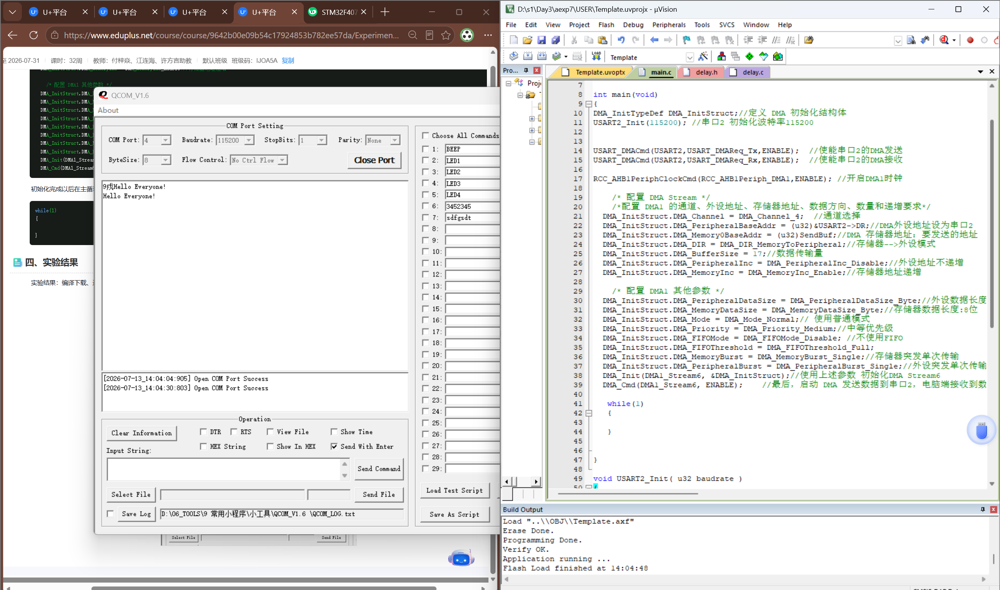 U+平台
U+平台
U+平台
U+平台
STM32F407
https://www.eduplus.net/course/course/9642b00e09b54c17924853b782ee57da/Experimen...
至 2026-07-31 课时：32周 教师：付梓焱、江连海、许方言助教 默认班级 班级码：IJOA5A 复制
/* 配置 DMA1 其他参数 */
DMA_InitStruct.DMA_
DMA_InitStruct.DMA_
DMA_InitStruct.DMA_
DMA_InitStruct.DMA_
DMA_InitStruct.DMA_
DMA_InitStruct.DMA_
DMA_InitStruct.DMA_
DMA_InitStruct.DMA_
DMA_Init(DMA1_Stream
DMA_Cmd(DMA1_Stream
初始化完成以后在主循
while(1)
{
}
四、实验结果
实验结果：编译下载、
QCOM_V1.6
About
COM Port Setting
COM Port: 4 Baudrate: 115200 StopBits: 1 Parity: None
ByteSize: 8 Flow Control: No Ctrl Flow Close Port
9戍Hello Everyone!
Hello Everyone!
[2026-07-13_14:04:04:905] Open COM Port Success
[2026-07-13_14:04:30:803] Open COM Port Success
Operation
Clear Information DTR RTS View File Show Time
HEX String Show In HEX Send With Enter
Input String:
Send Command
Select File Send File
Save Log D:\06_TOOLS\9 常用小程序\小工具\QCOM_V1.6 \QCOM_LOG.txt
Choose All Commands
1: BEEP
2: LED1
3: LED2
4: LED3
5: LED4
6: 3452345
7: sdfgsdt
8:
9:
10:
11:
12:
13:
14:
15:
16:
17:
18:
19:
20:
21:
22:
23:
24:
25:
26:
27:
28:
29:
Load Test Script
Save As Script
Select File Send File
D:\s1\Day3\aexp7\USER\Template.uvprojx - µVision
File Edit View Project Flash Debug Peripherals Tools SVCS Window Help
LOAD Template
Pro...
Proj
Template.uvoptx main.c delay.h delay.c
7
8 int main(void)
9 {
10 DMA_InitTypeDef DMA_InitStruct;//定义 DMA 初始化结构体
11 USART2_Init(115200); //串口2 初始化波特率115200
12
13
14 USART_DMACmd(USART2,USART_DMAReq_Tx,ENABLE); //使能串口2的DMA发送
15 USART_DMACmd(USART2,USART_DMAReq_Rx,ENABLE); //使能串口2的DMA接收
16
17 RCC_AHB1PeriphClockCmd(RCC_AHB1Periph_DMA1,ENABLE); //开启DMA1时钟
18
19 /* 配置 DMA Stream */
20 /*配置 DMA1 的通道、外设地址、存储器地址、数据方向、数量和递增要求*/
21 DMA_InitStruct.DMA_Channel = DMA_Channel_4; //通道选择
22 DMA_InitStruct.DMA_PeripheralBaseAddr = (u32)&USART2->DR;//DMA外设地址设为串口2
23 DMA_InitStruct.DMA_Memory0BaseAddr = (u32)SendBuf;//DMA 存储器地址：要发送的地址
24 DMA_InitStruct.DMA_DIR = DMA_DIR_MemoryToPeripheral;//存储器-->外设模式
25 DMA_InitStruct.DMA_BufferSize = 17;//数据传输量
26 DMA_InitStruct.DMA_PeripheralInc = DMA_PeripheralInc_Disable;//外设地址不递增
27 DMA_InitStruct.DMA_MemoryInc = DMA_MemoryInc_Enable;//存储器地址递增
28
29 /* 配置 DMA1 其他参数 */
30 DMA_InitStruct.DMA_PeripheralDataSize = DMA_PeripheralDataSize_Byte;//外设数据长度
31 DMA_InitStruct.DMA_MemoryDataSize = DMA_MemoryDataSize_Byte;//存储器数据长度:8位
32 DMA_InitStruct.DMA_Mode = DMA_Mode_Normal;// 使用普通模式
33 DMA_InitStruct.DMA_Priority = DMA_Priority_Medium;//中等优先级
34 DMA_InitStruct.DMA_FIFOMode = DMA_FIFOMode_Disable; //不使用FIFO
35 DMA_InitStruct.DMA_FIFOThreshold = DMA_FIFOThreshold_Full;
36 DMA_InitStruct.DMA_MemoryBurst = DMA_MemoryBurst_Single;//存储器突发单次传输
37 DMA_InitStruct.DMA_PeripheralBurst = DMA_PeripheralBurst_Single;//外设突发单次传输
38 DMA_Init(DMA1_Stream6, &DMA_InitStruct);//使用上述参数 初始化DMA Stream6
39 DMA_Cmd(DMA1_Stream6, ENABLE); //最后，启动 DMA 发送数据到串口2，电脑端接收到数
40
41 while(1)
42 {
43
44 }
45
46
47 }
48
49 void USART2_Init( u32 baudrate )
50 {
Build Output
Load "..\\OBJ\\Template.axf"
Erase Done.
Programming Done.
Verify OK.
Application running ...
Flash Load finished at 14:04:48